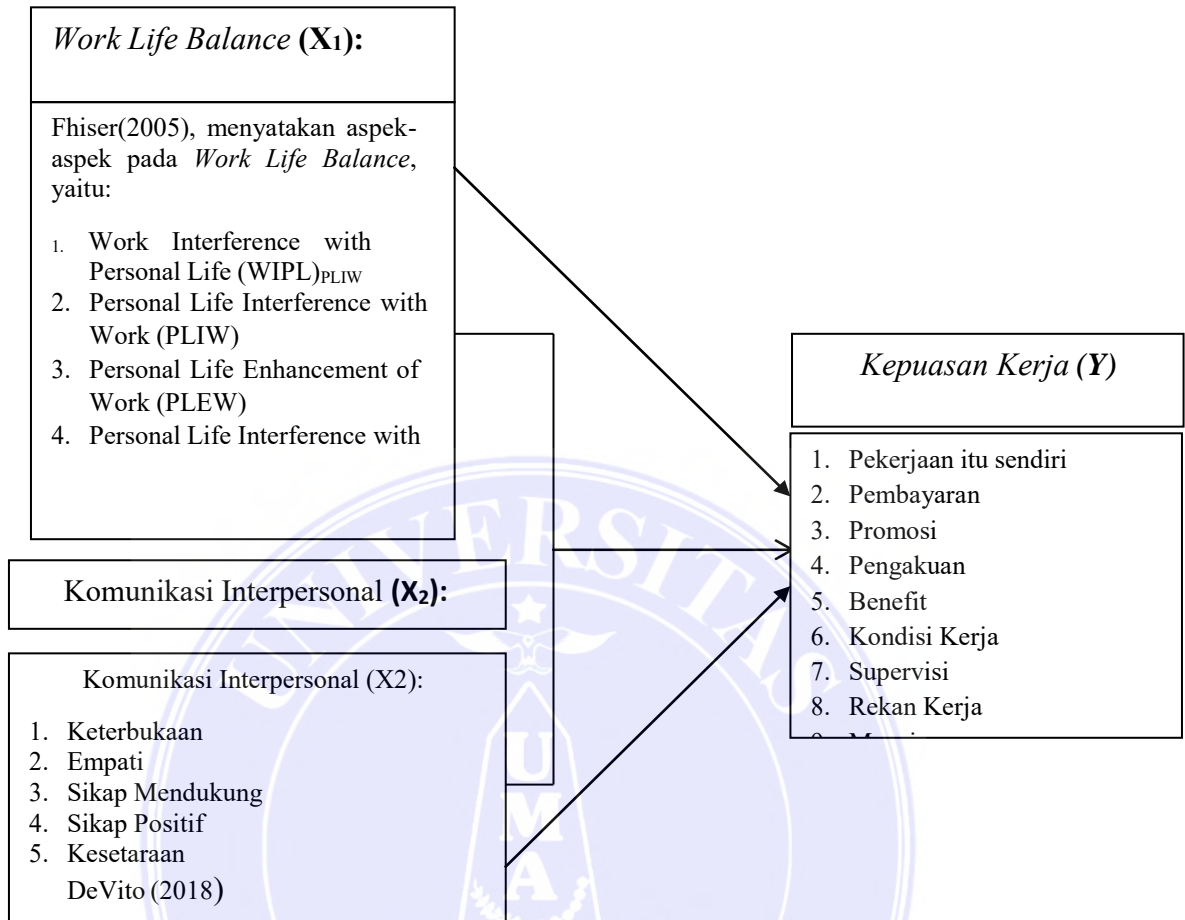 Work Life Balance (X1):
Fhiser(2005), menyatakan aspek-
aspek pada Work Life Balance,
yaitu:
1. Work Interference with
Personal Life (WIPL)PLIW
2. Personal Life Interference with
Work (PLIW)
3. Personal Life Enhancement of
Work (PLEW)
4. Personal Life Interference with
Komunikasi Interpersonal (X2):
Komunikasi Interpersonal (X2):
1. Keterbukaan
2. Empati
3. Sikap Mendukung
4. Sikap Positif
5. Kesetaraan
DeVito (2018)
Kepuasan Kerja (Y)
1. Pekerjaan itu sendiri
2. Pembayaran
3. Promosi
4. Pengakuan
5. Benefit
6. Kondisi Kerja
7. Supervisi
8. Rekan Kerja
UNIVERSITAS
UMA